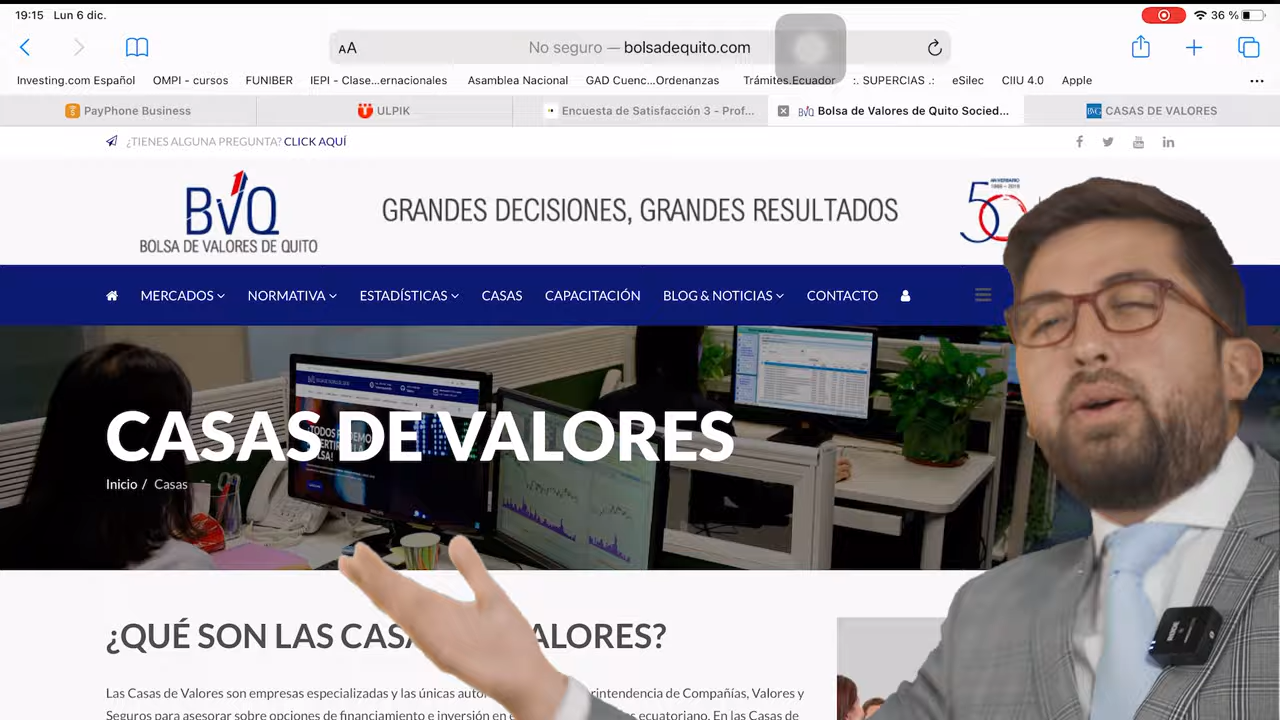 19:15 Lun 6 dic.
36 %
AA No seguro — bolsadequito.com
Investing.com Español OMPI - cursos FUNIBER IEPI - Clase...ernacionales Asamblea Nacional GAD Cuenc...Ordenanzas Trámites.Ecuador :. SUPERCIAS .: eSilec CIIU 4.0 Apple ...
PayPhone Business ULPIK Encuesta de Satisfacción 3 - Prof... BVQ Bolsa de Valores de Quito Socied... BVG CASAS DE VALORES
¿TIENES ALGUNA PREGUNTA? CLICK AQUÍ
BVQ
BOLSA DE VALORES DE QUITO
GRANDES DECISIONES, GRANDES RESULTADOS
ANIVERSARIO
50
MERCADOS NORMATIVA ESTADÍSTICAS CASAS CAPACITACIÓN BLOG & NOTICIAS CONTACTO
CASAS DE VALORES
Inicio / Casas
¿QUÉ SON LAS CAS ALORES?
Las Casas de Valores son empresas especializadas y las únicas auto rintendencia de Compañías, Valores y
Seguros para asesorar sobre opciones de financiamiento e inversión en ecuatoriano. En las Casas de